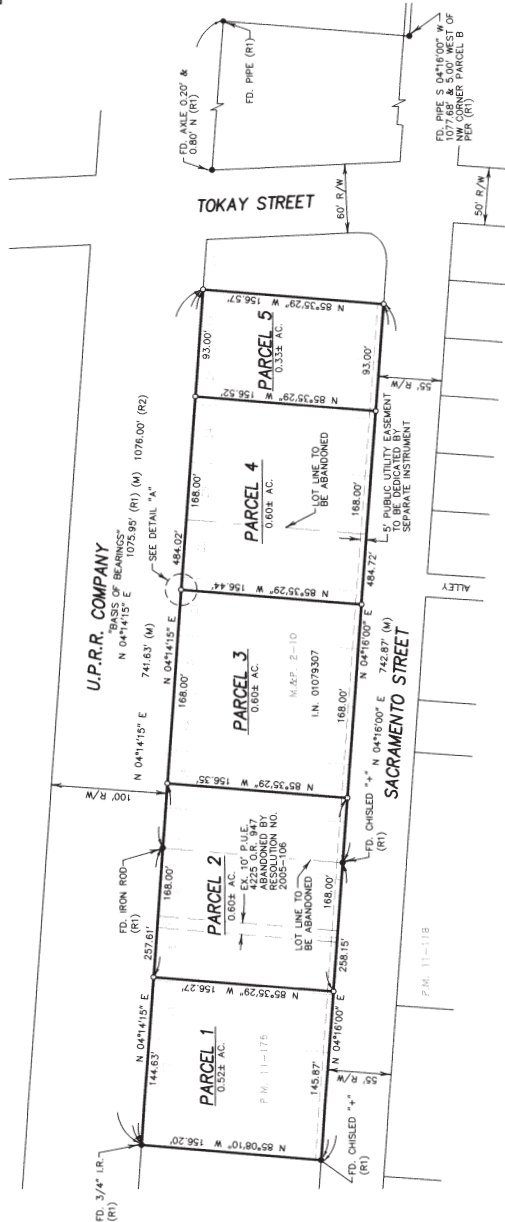 FD. AXLE 0.20' &
0.80' N (R1)
FD. PIPE (R1)
FD. PIPE S 04°16'00" W –
1077.68' & 5.00' WEST OF
NW CORNER PARCEL B
PER (R1)
TOKAY STREET
60' R/W
50' R/W
U.P.R.R. COMPANY
"BASIS OF BEARINGS"
N 04°14'15" E 1075.95' (R1) (M) 1076.00' (R2)
741.63' (M)
SEE DETAIL "A"
100' R/W
N 04°14'15" E
N 04°14'15" E
484.02'
N 04°14'15" E
257.61'
FD. IRON ROD
(R1)
FD. 3/4" I.R.
(R1)
144.63'
168.00'
168.00'
168.00'
93.00'
N 85°08'10" W 156.20'
PARCEL 1
0.52± AC.
P.M. 11-175
N 85°35'29" W 156.27'
PARCEL 2
0.60± AC.
EX. 10' P.U.E.
4225 O.R. 947
ABANDONED BY
RESOLUTION NO.
2005-106
LOT LINE TO
BE ABANDONED
N 85°35'29" W 156.35'
PARCEL 3
0.60± AC.
M.&P. 2-10
I.N. 01079307
N 85°35'29" W 156.44'
PARCEL 4
0.60± AC.
LOT LINE TO
BE ABANDONED
N 85°35'29" W 156.52'
PARCEL 5
0.33± AC.
N 85°35'29" W 156.57'
145.87'
168.00'
168.00'
168.00'
93.00'
N 04°16'00" E
258.15'
N 04°16'00" E
484.72'
FD. CHISLED "+"
(R1)
FD. CHISLED "+"
(R1)
N 04°16'00" E
742.87' (M)
SACRAMENTO STREET
5' PUBLIC UTILITY EASEMENT
TO BE DEDICATED BY
SEPARATE INSTRUMENT
55' R/W
55' R/W
ALLEY
P.M. 11-118